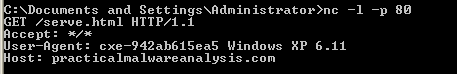 C:\Documents and Settings\Administrator>nc -l -p 80
GET /serve.html HTTP/1.1
Accept: */*
User-Agent: cxe-942ab615ea5 Windows XP 6.11
Host: practicalmalwareanalysis.com